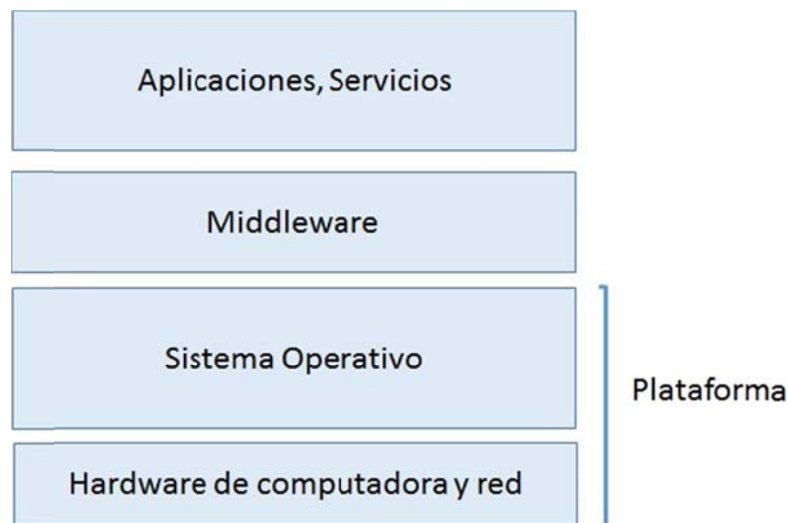 Aplicaciones, Servicios
Middleware
Sistema Operativo
Plataforma
Hardware de computadora y red